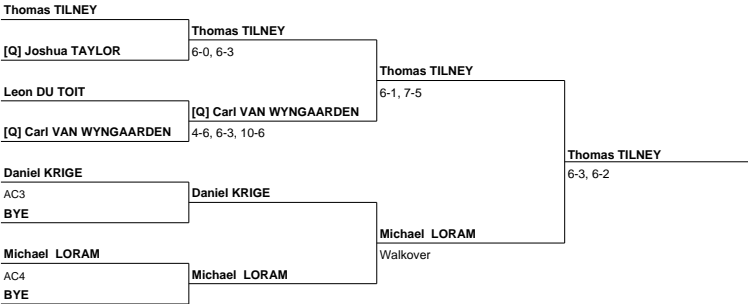 Thomas TILNEY
Thomas TILNEY
[Q] Joshua TAYLOR
6-0, 6-3
Thomas TILNEY
Leon DU TOIT
6-1, 7-5
[Q] Carl VAN WYNGAARDEN
[Q] Carl VAN WYNGAARDEN
4-6, 6-3, 10-6
Thomas TILNEY
Daniel KRIGE
6-3, 6-2
AC3
Daniel KRIGE
BYE
Michael LORAM
Michael LORAM
Walkover
AC4
Michael LORAM
BYE